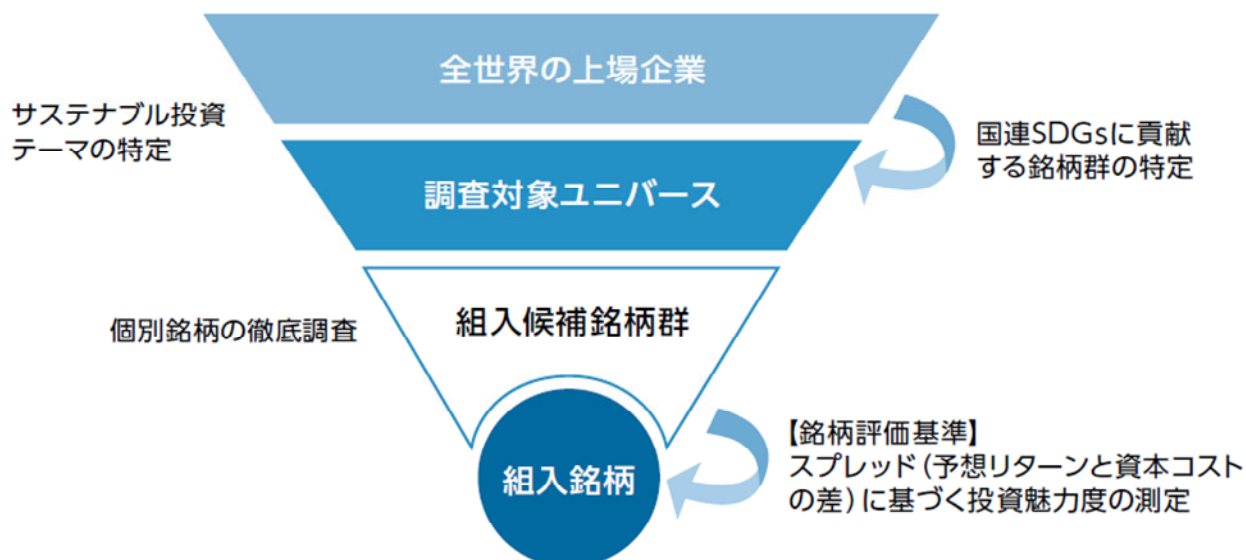 全世界の上場企業
サステナブル投資
テーマの特定
国連SDGsに貢献
する銘柄群の特定
調査対象ユニバース
組入候補銘柄群
個別銘柄の徹底調査
【銘柄評価基準】
スプレッド(予想リターンと資本コスト
の差)に基づく投資魅力度の測定
組入銘柄